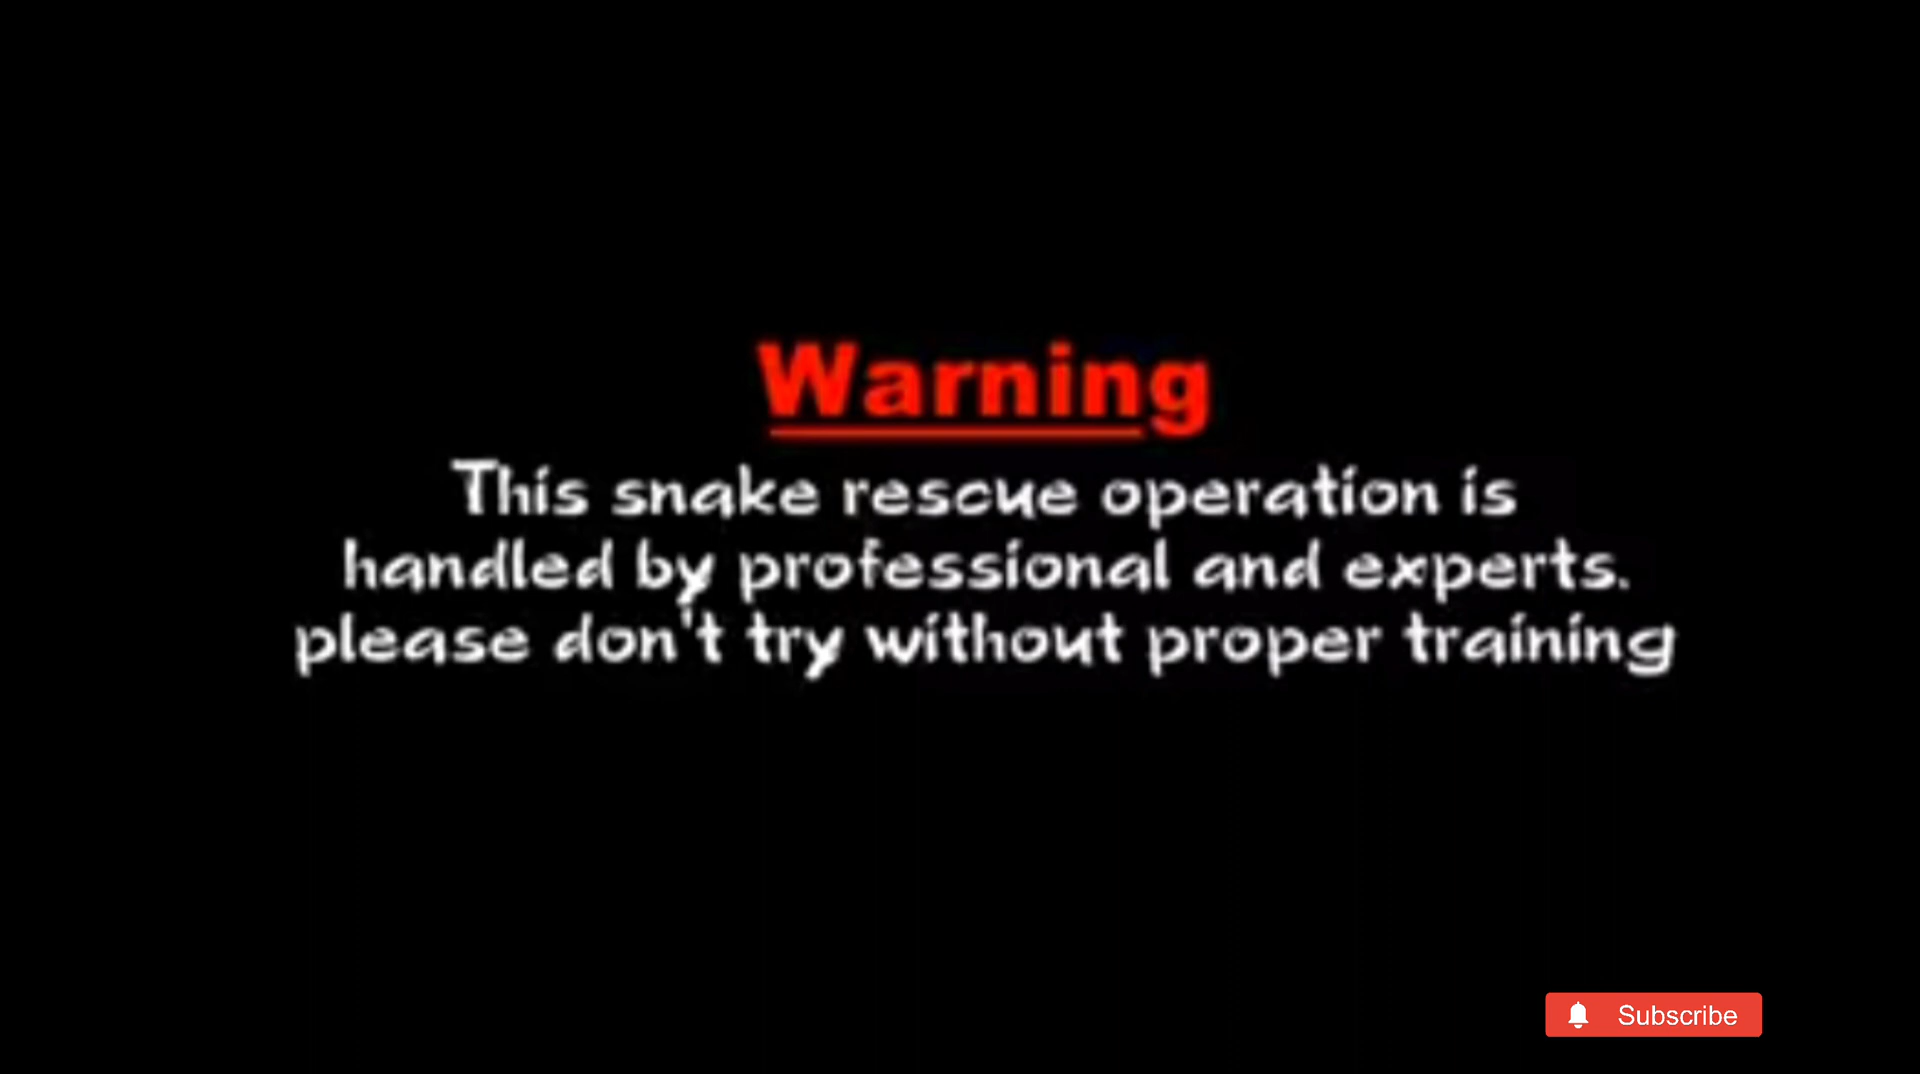 Warning
This snake rescue operation is
handled by professional and experts.
please don't try without proper training
Subscribe